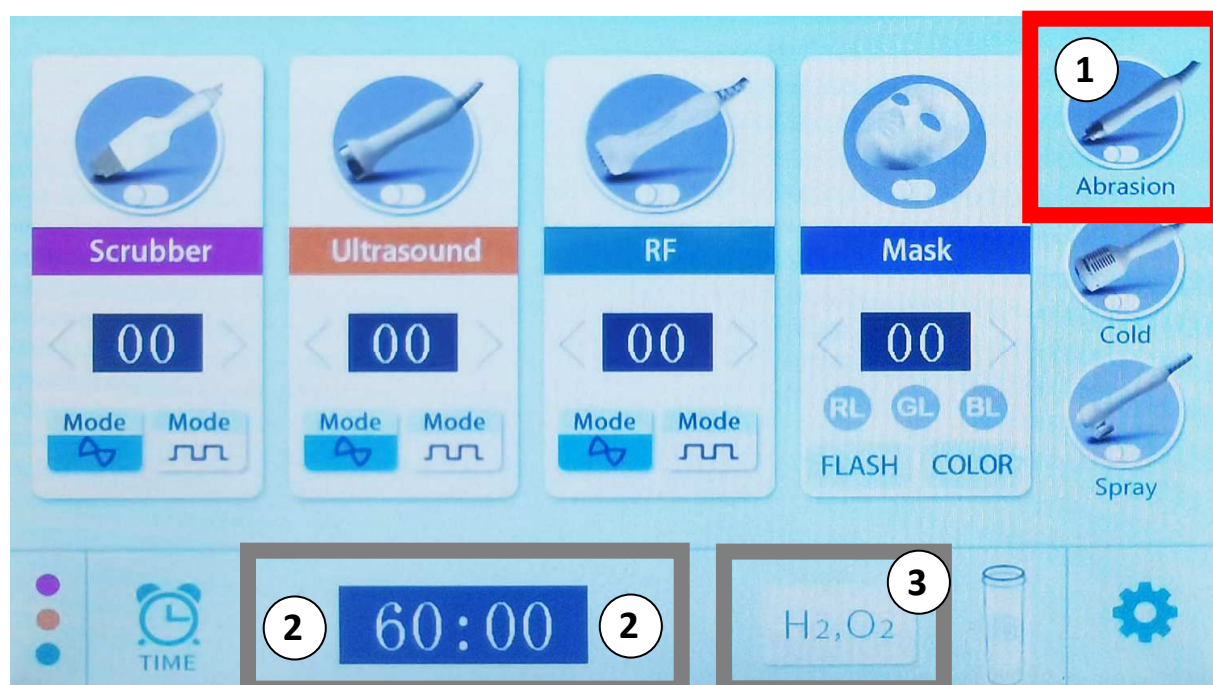 1
Abrasion
Scrubber
Ultrasound
RF
Mask
Cold
00
00
00
00
Mode Mode
Mode Mode
Mode Mode
RL GL BL
FLASH COLOR
Spray
TIME
2
60:00
2
H2,O2
3